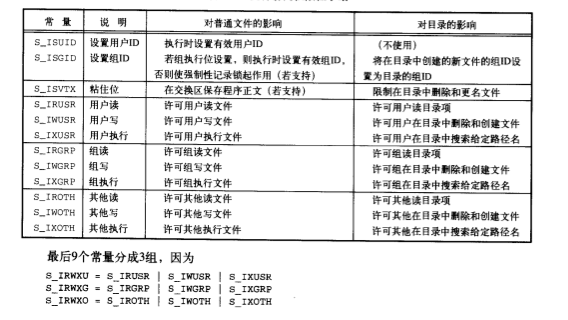 常 量 说 明 对普通文件的影响 对目录的影响
S_ISUID 设置用户ID 执行时设置有效用户ID （不使用）
S_ISGID 设置组ID 若组执行位设置，则执行时设置有效组ID， 将在目录中创建的新文件的组ID设
否则使强制性记录锁起作用（若支持） 置为目录的组ID
S_ISVTX 粘住位 在交换区保存程序正文（若支持） 限制在目录中删除和更名文件
S_IRUSR 用户读 许可用户读文件 许可用户读目录项
S_IWUSR 用户写 许可用户写文件 许可用户在目录中删除和创建文件
S_IXUSR 用户执行 许可用户执行文件 许可用户在目录中搜索给定路径名
S_IRGRP 组读 许可组读文件 许可组读目录项
S_IWGRP 组写 许可组写文件 许可组在目录中删除和创建文件
S_IXGRP 组执行 许可组执行文件 许可组在目录中搜索给定路径名
S_IROTH 其他读 许可其他读文件 许可其他读目录项
S_IWOTH 其他写 许可其他写文件 许可其他在目录中删除和创建文件
S_IXOTH 其他执行 许可其他执行文件 许可其他在目录中搜索给定路径名
最后9个常量分成3组，因为
S_IRWXU = S_IRUSR | S_IWUSR | S_IXUSR
S_IRWXG = S_IRGRP | S_IWGRP | S_IXGRP
S_IRWXO = S_IROTH | S_IWOTH | S_IXOTH